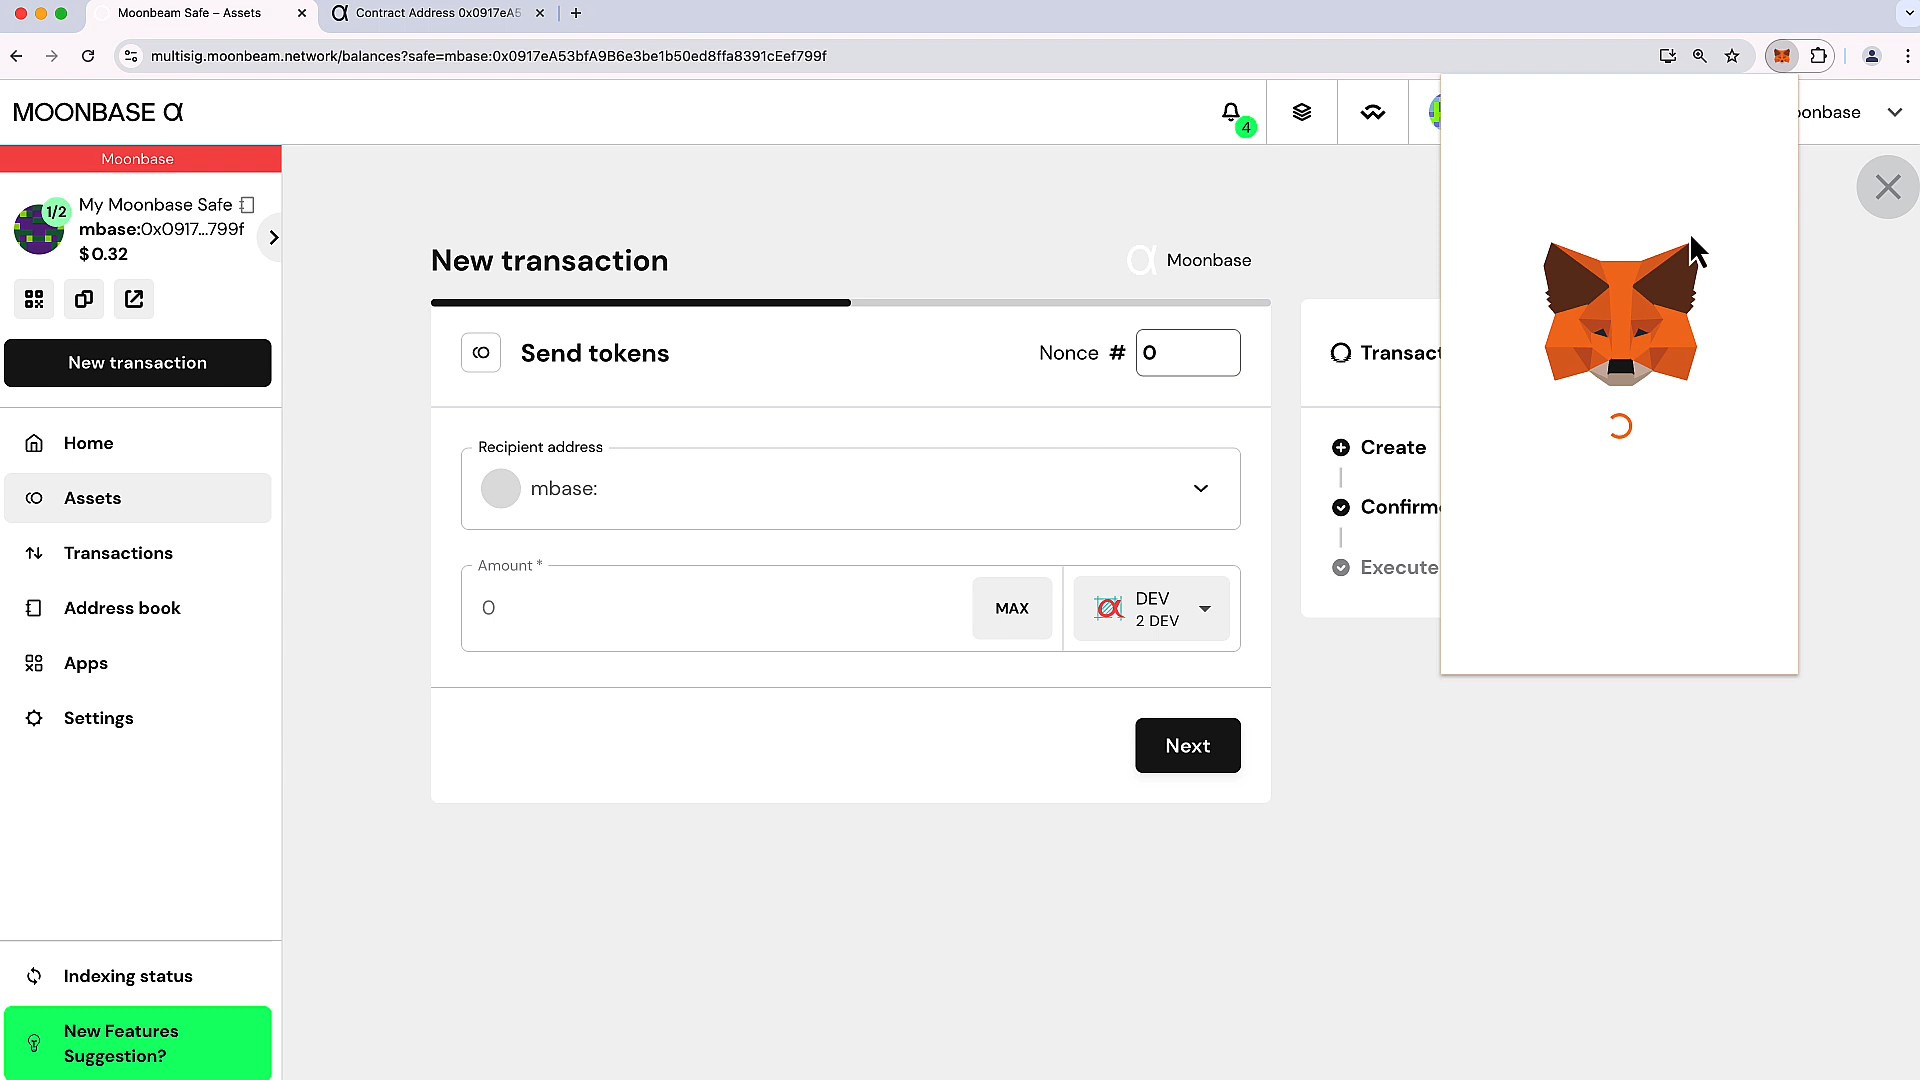 Moonbeam Safe – Assets
Contract Address 0x0917eA5
multisig.moonbeam.network/balances?safe=mbase:0x0917eA53bfA9B6e3be1b50ed8ffa8391cEef799f
MOONBASE α
4
oonbase
Moonbase
1/2
My Moonbase Safe
mbase:0x0917...799f
$0.32
New transaction
Home
Assets
Transactions
Address book
Apps
Settings
Indexing status
New Features
Suggestion?
New transaction
Moonbase
Send tokens
Nonce # 0
Recipient address
mbase:
Amount *
0
MAX
DEV
2 DEV
Next
Transact
Create
Confirm
Execute